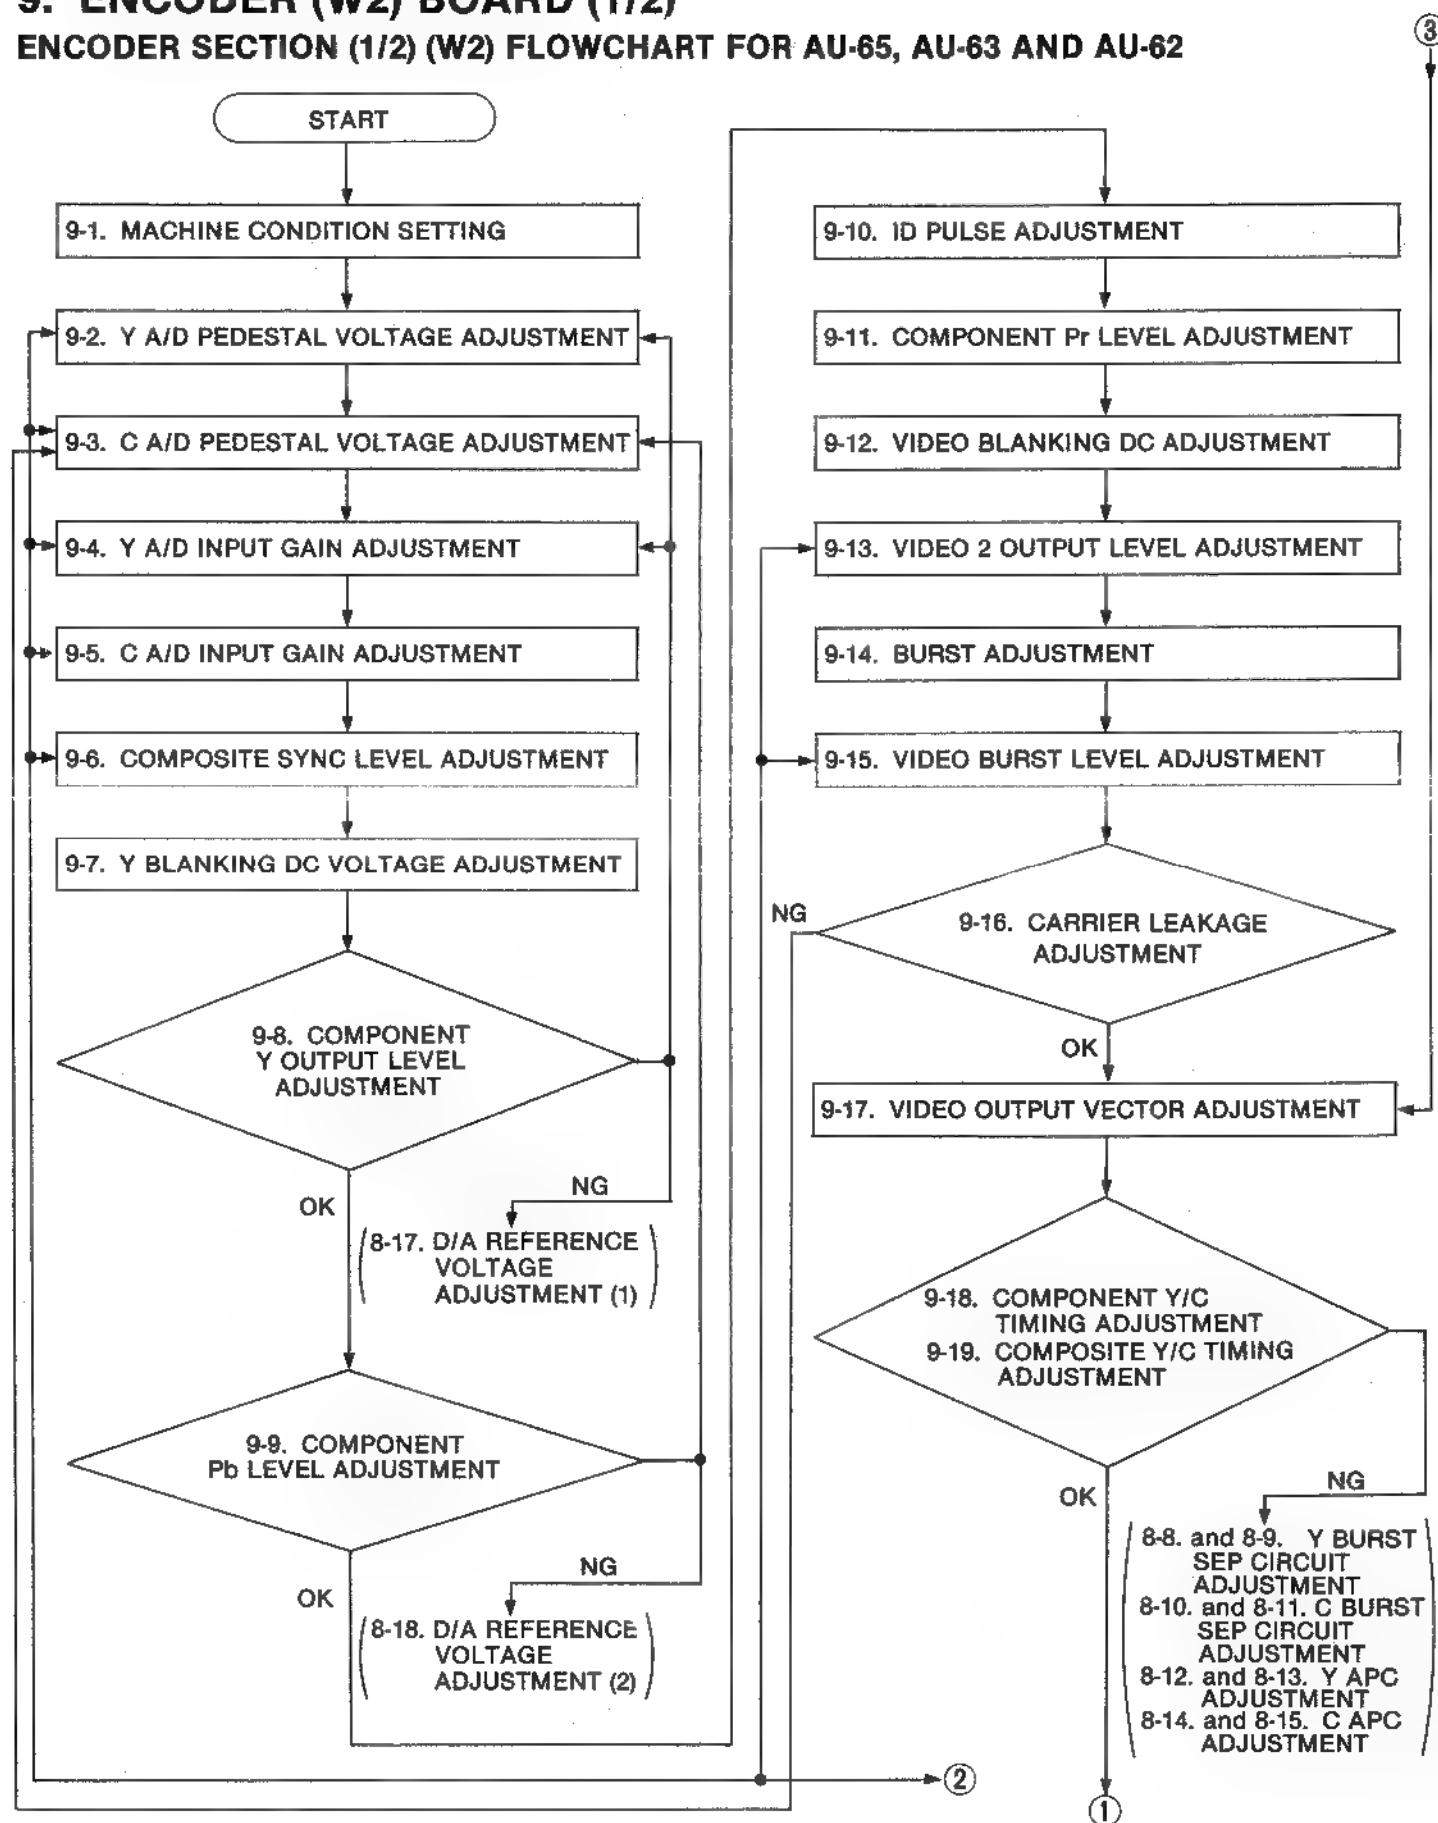 9. ENCODER (W2) BOARD (1/2)
ENCODER SECTION (1/2) (W2) FLOWCHART FOR AU-65, AU-63 AND AU-62
③
START
9-1. MACHINE CONDITION SETTING
9-2. Y A/D PEDESTAL VOLTAGE ADJUSTMENT
9-3. C A/D PEDESTAL VOLTAGE ADJUSTMENT
9-4. Y A/D INPUT GAIN ADJUSTMENT
9-5. C A/D INPUT GAIN ADJUSTMENT
9-6. COMPOSITE SYNC LEVEL ADJUSTMENT
9-7. Y BLANKING DC VOLTAGE ADJUSTMENT
9-8. COMPONENT
Y OUTPUT LEVEL
ADJUSTMENT
OK
NG
(8-17. D/A REFERENCE
VOLTAGE
ADJUSTMENT (1))
9-9. COMPONENT
Pb LEVEL ADJUSTMENT
OK
NG
(8-18. D/A REFERENCE
VOLTAGE
ADJUSTMENT (2))
9-10. ID PULSE ADJUSTMENT
9-11. COMPONENT Pr LEVEL ADJUSTMENT
9-12. VIDEO BLANKING DC ADJUSTMENT
9-13. VIDEO 2 OUTPUT LEVEL ADJUSTMENT
9-14. BURST ADJUSTMENT
9-15. VIDEO BURST LEVEL ADJUSTMENT
NG
9-16. CARRIER LEAKAGE
ADJUSTMENT
OK
9-17. VIDEO OUTPUT VECTOR ADJUSTMENT
9-18. COMPONENT Y/C
TIMING ADJUSTMENT
9-19. COMPOSITE Y/C TIMING
ADJUSTMENT
OK
NG
(8-8. and 8-9. Y BURST
SEP CIRCUIT
ADJUSTMENT
8-10. and 8-11. C BURST
SEP CIRCUIT
ADJUSTMENT
8-12. and 8-13. Y APC
ADJUSTMENT
8-14. and 8-15. C APC
ADJUSTMENT)
②
①